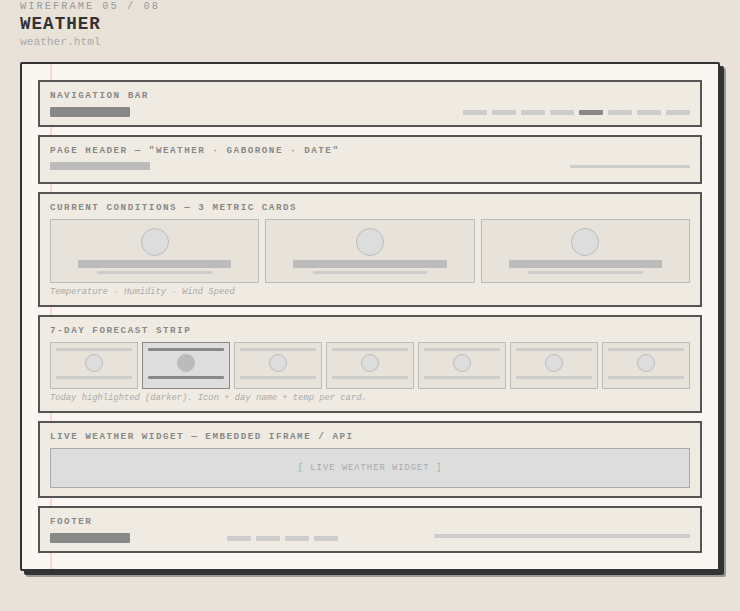 WIREFRAME 05 / 08
WEATHER
weather.html
NAVIGATION BAR
PAGE HEADER — "WEATHER · GABORONE · DATE"
CURRENT CONDITIONS — 3 METRIC CARDS
Temperature · Humidity · Wind Speed
7-DAY FORECAST STRIP
Today highlighted (darker). Icon + day name + temp per card.
LIVE WEATHER WIDGET — EMBEDDED IFRAME / API
[ LIVE WEATHER WIDGET ]
FOOTER